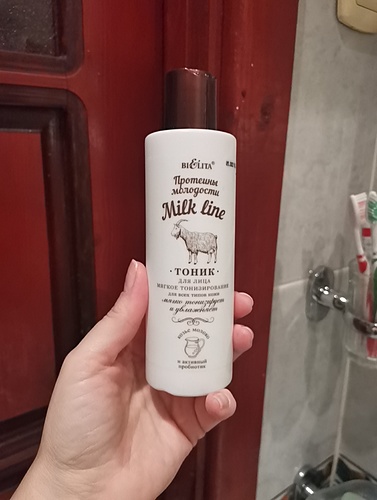 BIELITA®
Протеины
молодости
Milk line
· ТОНИК ·
ДЛЯ ЛИЦА
МЯГКОЕ ТОНИЗИРОВАНИЕ
для всех типов кожи
мягко тонизирует
и увлажняет
козье молоко
и активный
пробиотик